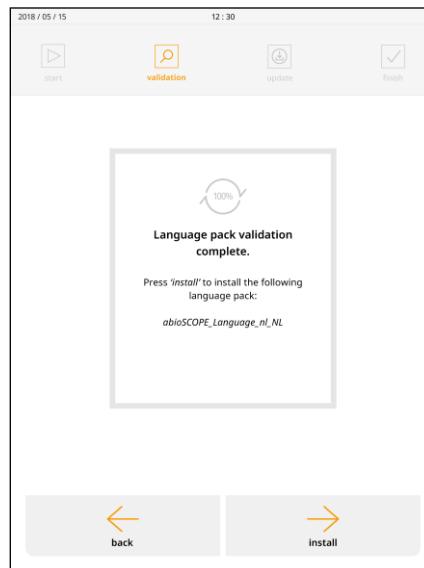 2018 / 05 / 15 12 : 30
start validation update finish
100%
Language pack validation
complete.
Press ‘install’ to install the following
language pack:
abioSCOPE_Language_nl_NL
back install